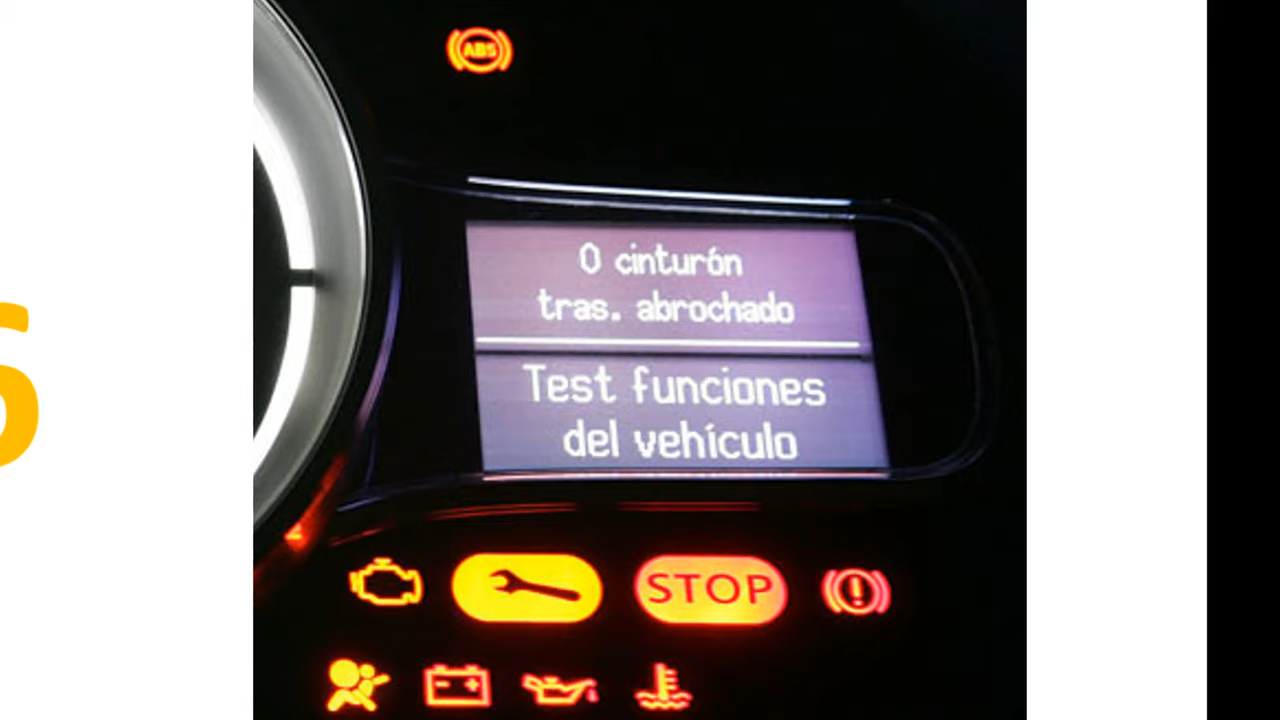 ABS
0 cinturón
tras. abrochado
Test funciones
del vehículo
STOP